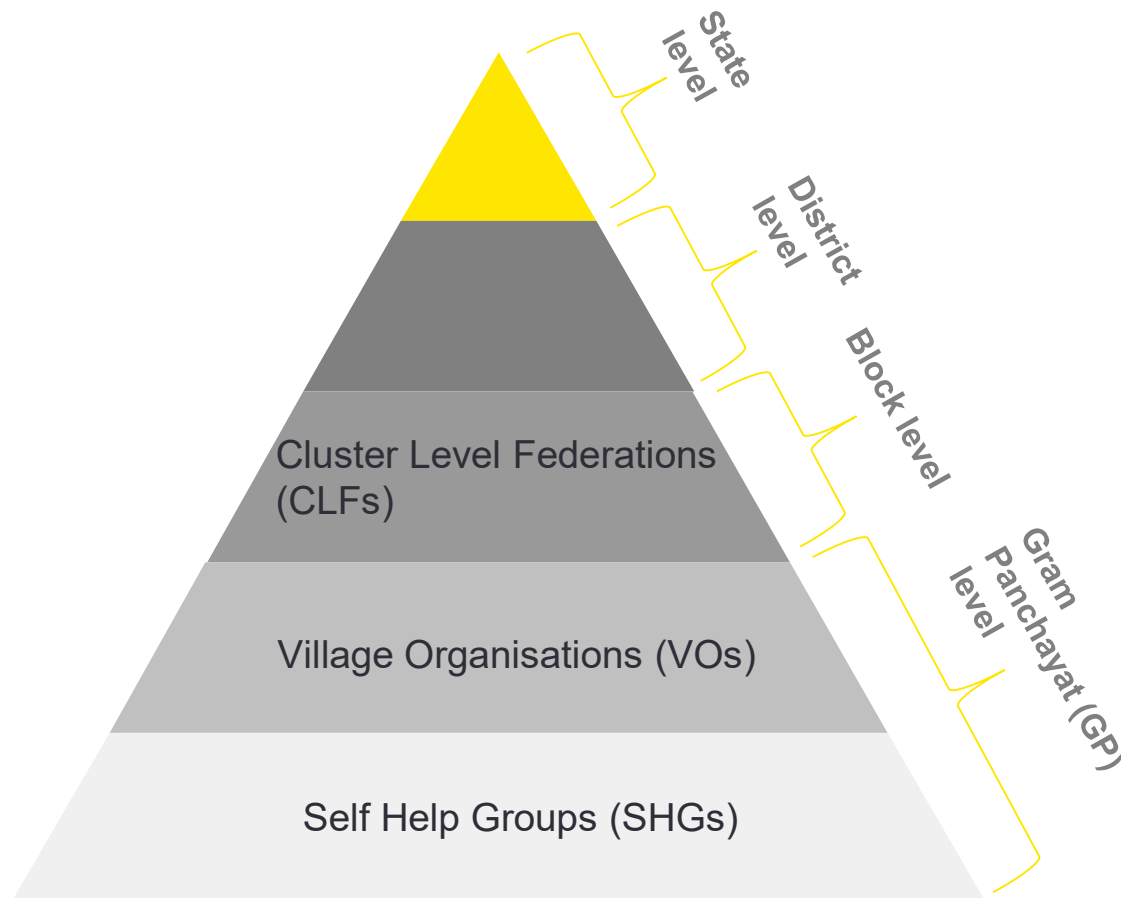 State
level
District
level
Block level
Cluster Level Federations
(CLFs)
Gram
Panchayat (GP)
level
Village Organisations (VOs)
Self Help Groups (SHGs)